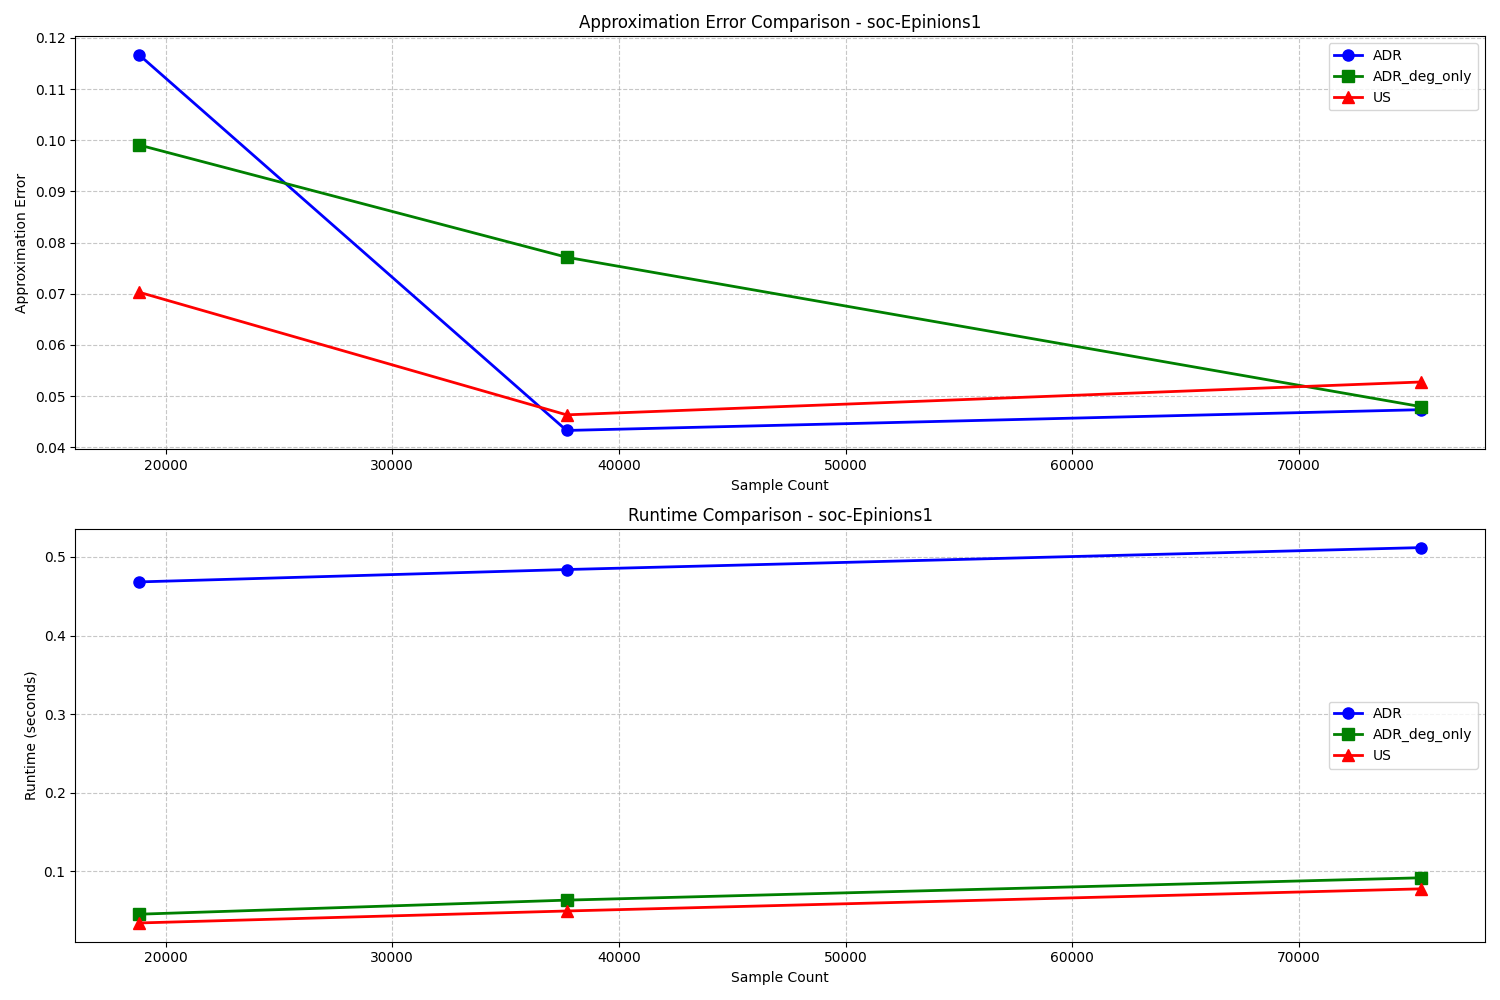 Approximation Error Comparison - soc-Epinions1
0.12
0.11
0.10
0.09
0.08
0.07
0.06
0.05
0.04
Approximation Error
ADR
ADR_deg_only
US
20000 30000 40000 50000 60000 70000
Sample Count
Runtime Comparison - soc-Epinions1
0.5
0.4
0.3
0.2
0.1
Runtime (seconds)
ADR
ADR_deg_only
US
20000 30000 40000 50000 60000 70000
Sample Count